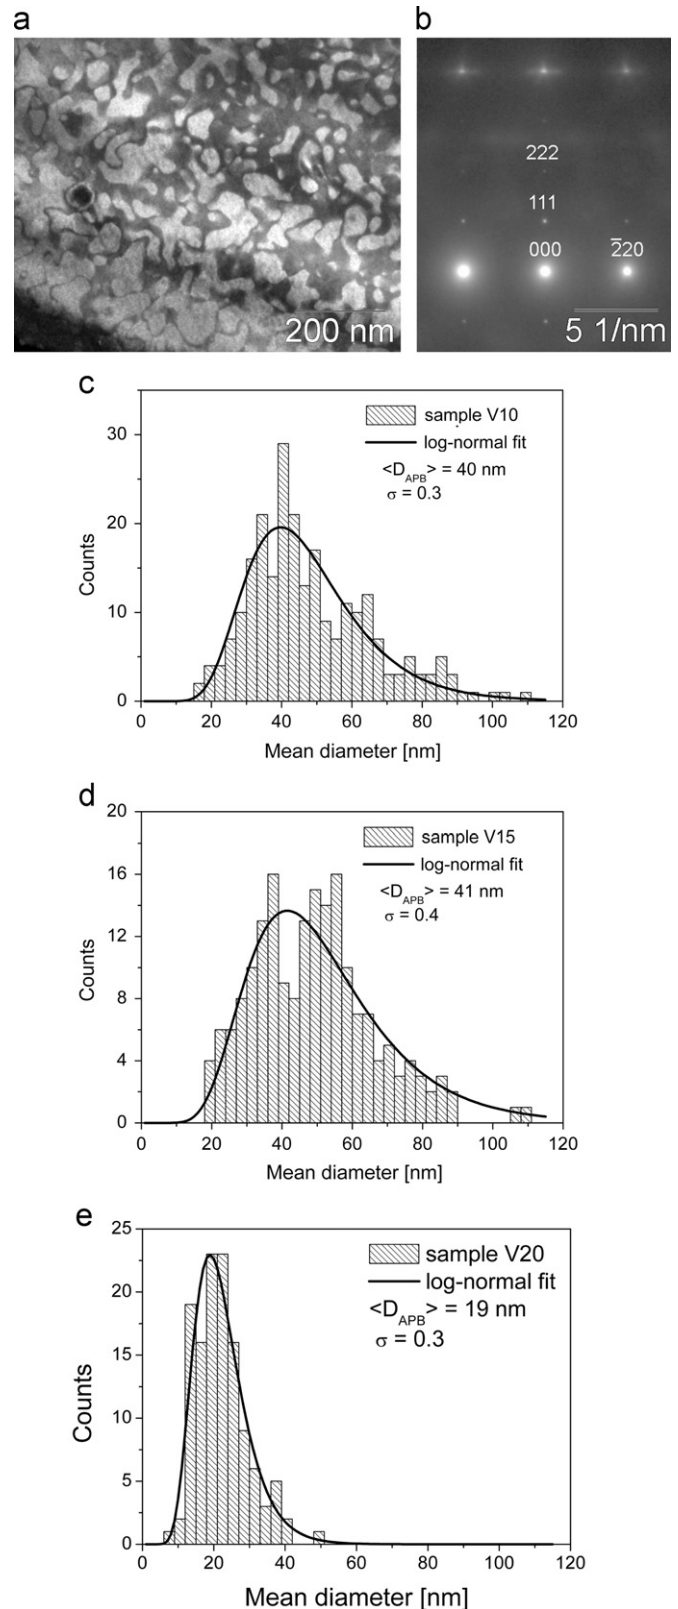 a
b
200 nm
222
111
000
2̅20
5 1/nm
c
sample V10
log-normal fit
<D_APB> = 40 nm
σ = 0.3
30
20
10
0
Counts
0 20 40 60 80 100 120
Mean diameter [nm]
d
sample V15
log-normal fit
<D_APB> = 41 nm
σ = 0.4
20
16
12
8
4
0
Counts
0 20 40 60 80 100 120
Mean diameter [nm]
e
sample V20
log-normal fit
<D_APB> = 19 nm
σ = 0.3
25
20
15
10
5
0
Counts
0 20 40 60 80 100 120
Mean diameter [nm]